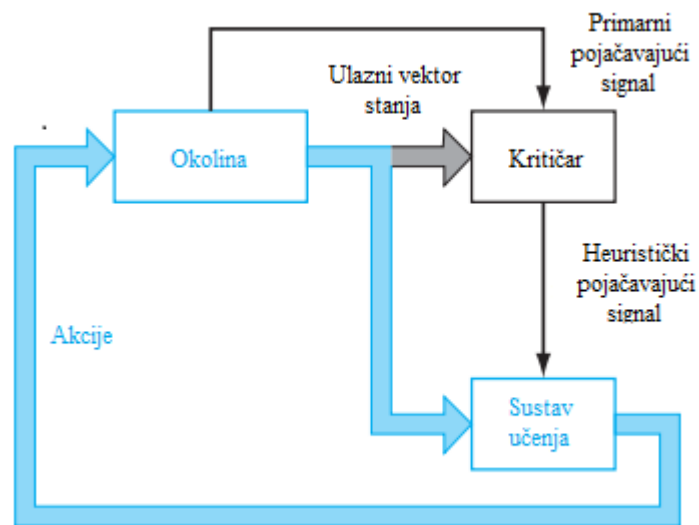 Primarni
pojačavajući
signal
Ulazni vektor
stanja
Okolina
Kritičar
Heuristički
pojačavajući
signal
Akcije
Sustav
učenja